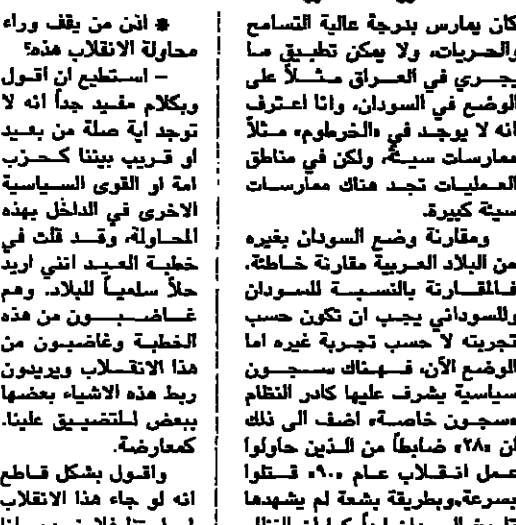 كان يمارس بدرجة عالية التسامح
والحريات، ولا يمكن تطبيق ما
يجري في العراق مثلاً على
الوضع في السودان، وانا اعترف
انه لا يوجد في «الخرطوم» مثلاً
ممارسات سيئة، ولكن في مناطق
العمليات تجد هناك ممارسات
سيئة كبيرة.
ومقارنة وضع السودان بغيره
من البلاد العربية مقارنة خاطئة.
فالمقارنة بالنسبة للسودان
وللسوداني يجب ان تكون حسب
تجربته لا حسب تجربة غيره اما
الوضع الآن، فهناك سجون
سياسية يشرف عليها كادر النظام
«سجون خاصة» اضف الى ذلك
ان «٢٨» ضابطاً من الذين حاولوا
عمل انقلاب عام «٩٠» قتلوا
بسرعة، وبطريقة بشعة لم يشهدها
* اذن من يقف وراء
محاولة الانقلاب هذه؟
– استطيع ان اقول
وبكلام مفيد جداً انه لا
توجد أية صلة من بعيد
او قريب بيننا كحزب
امة او القوى السياسية
الاخرى في الداخل بهذه
المحاولة، وقد قلت في
خطبة العيد انني اريد
حلاً سلمياً للبلاد. وهم
غاضبون من هذه
الخطبة وغاضبون من
هذا الانقلاب ويريدون
ربط هذه الاشياء بعضها
ببعض للتضييق علينا.
كمعارضة.
واقول بشكل قاطع
انه لو جاء هذا الانقلاب